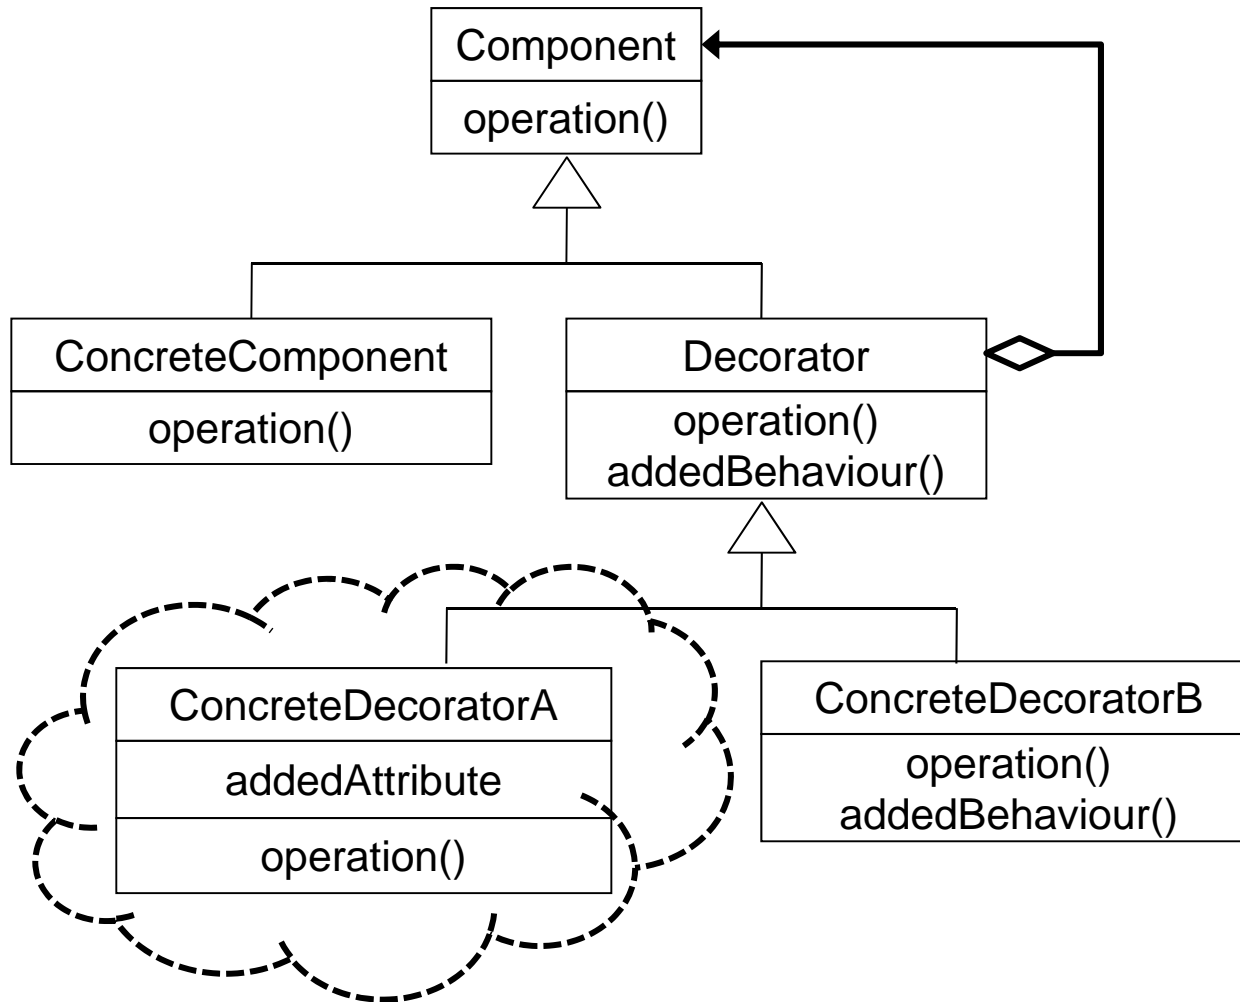 Component
operation()
ConcreteComponent
operation()
Decorator
operation()
addedBehaviour()
ConcreteDecoratorA
addedAttribute
operation()
ConcreteDecoratorB
operation()
addedBehaviour()